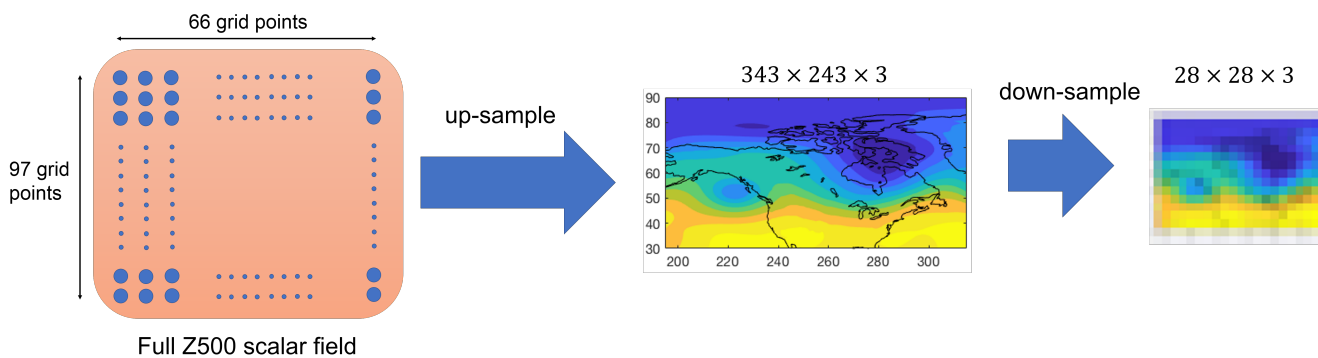 66 grid points
97 grid
points
Full Z500 scalar field
up-sample
343 × 243 × 3
90
80
70
60
50
40
30
200 220 240 260 280 300
down-sample
28 × 28 × 3